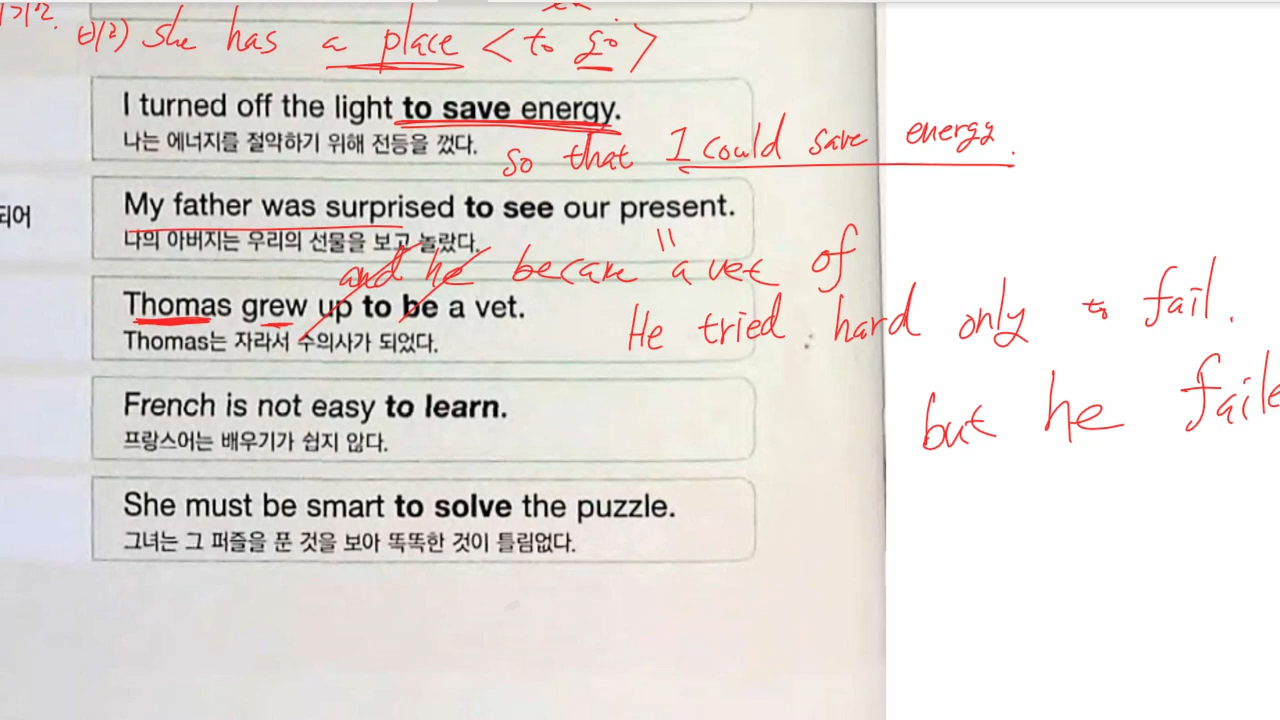 예2) she has a place < to go >
I turned off the light to save energy.
나는 에너지를 절약하기 위해 전등을 껐다.
so that I could save energy.
My father was surprised to see our present.
되어
나의 아버지는 우리의 선물을 보고 놀랐다.
and he became a vet of
Thomas grew up to be a vet.
He tried hard only to fail.
Thomas는 자라서 수의사가 되었다.
but he faile
French is not easy to learn.
프랑스어는 배우기가 쉽지 않다.
She must be smart to solve the puzzle.
그녀는 그 퍼즐을 푼 것을 보아 똑똑한 것이 틀림없다.